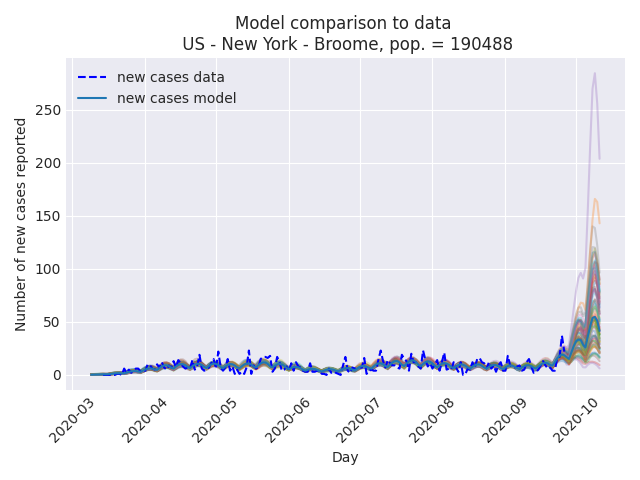 Model comparison to data
US - New York - Broome, pop. = 190488
new cases data
new cases model
Number of new cases reported
250
200
150
100
50
0
2020-03
2020-04
2020-05
2020-06
2020-07
2020-08
2020-09
2020-10
Day